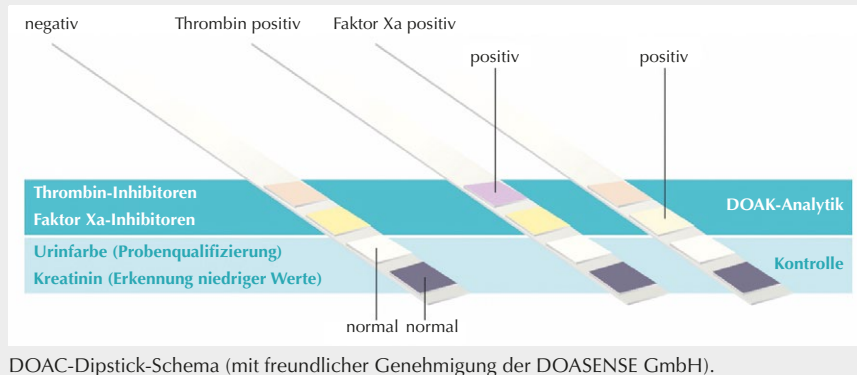 negativ
Thrombin positiv
Faktor Xa positiv
positiv
positiv
Thrombin-Inhibitoren
Faktor Xa-Inhibitoren
DOAK-Analytik
Urinfarbe (Probenqualifizierung)
Kreatinin (Erkennung niedriger Werte)
Kontrolle
normal
normal
DOAC-Dipstick-Schema (mit freundlicher Genehmigung der DOASENSE GmbH).